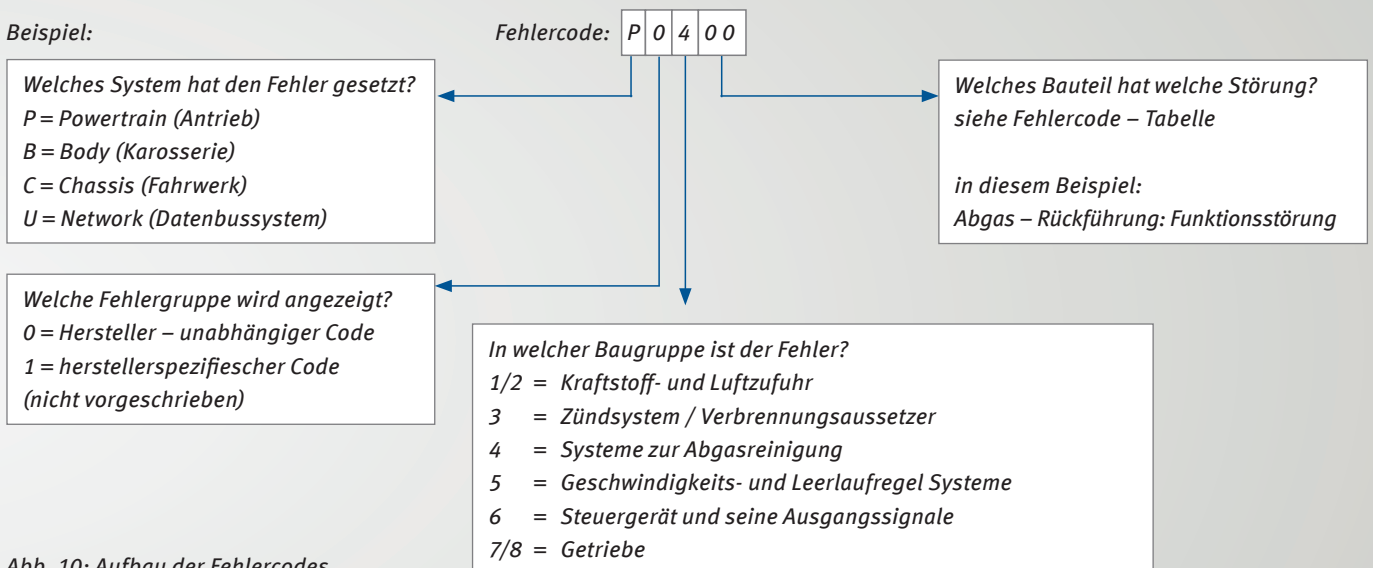 Beispiel:
Fehlercode: P 0 4 0 0
Welches System hat den Fehler gesetzt?
P = Powertrain (Antrieb)
B = Body (Karosserie)
C = Chassis (Fahrwerk)
U = Network (Datenbussystem)
Welches Bauteil hat welche Störung?
siehe Fehlercode – Tabelle
in diesem Beispiel:
Abgas – Rückführung: Funktionsstörung
Welche Fehlergruppe wird angezeigt?
0 = Hersteller – unabhängiger Code
1 = herstellerspezifiescher Code
(nicht vorgeschrieben)
In welcher Baugruppe ist der Fehler?
1/2 = Kraftstoff- und Luftzufuhr
3 = Zündsystem / Verbrennungsaussetzer
4 = Systeme zur Abgasreinigung
5 = Geschwindigkeits- und Leerlaufregel Systeme
6 = Steuergerät und seine Ausgangssignale
7/8 = Getriebe
Abb. 10: Aufbau der Fehlercodes